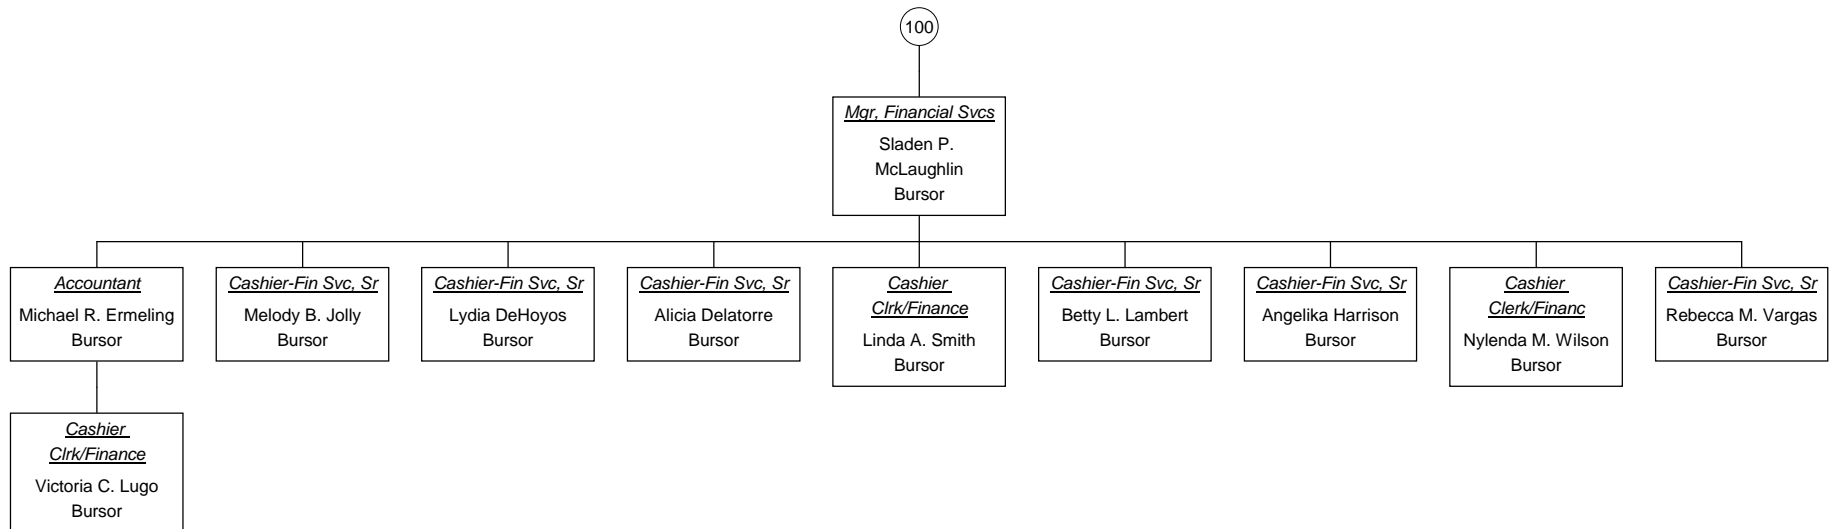 100
Mgr, Financial Svcs
Sladen P.
McLaughlin
Bursor
Accountant
Michael R. Ermeling
Bursor
Cashier-Fin Svc, Sr
Melody B. Jolly
Bursor
Cashier-Fin Svc, Sr
Lydia DeHoyos
Bursor
Cashier-Fin Svc, Sr
Alicia Delatorre
Bursor
Cashier
Clrk/Finance
Linda A. Smith
Bursor
Cashier-Fin Svc, Sr
Betty L. Lambert
Bursor
Cashier-Fin Svc, Sr
Angelika Harrison
Bursor
Cashier
Clerk/Financ
Nylenda M. Wilson
Bursor
Cashier-Fin Svc, Sr
Rebecca M. Vargas
Bursor
Cashier
Clrk/Finance
Victoria C. Lugo
Bursor